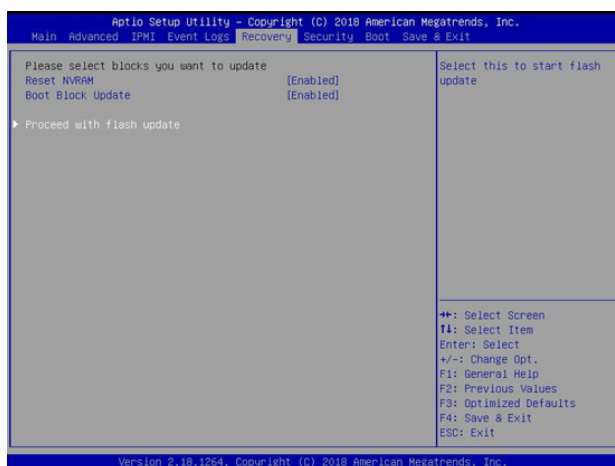 Aptio Setup Utility – Copyright (C) 2018 American Megatrends, Inc.
Main Advanced IPMI Event Logs Recovery Security Boot Save & Exit
Please select blocks you want to update
Reset NVRAM [Enabled]
Boot Block Update [Enabled]
Proceed with flash update
Select this to start flash
update
→←: Select Screen
↑↓: Select Item
Enter: Select
+/-: Change Opt.
F1: General Help
F2: Previous Values
F3: Optimized Defaults
F4: Save & Exit
ESC: Exit
Version 2.18.1264. Copyright (C) 2018 American Megatrends, Inc.